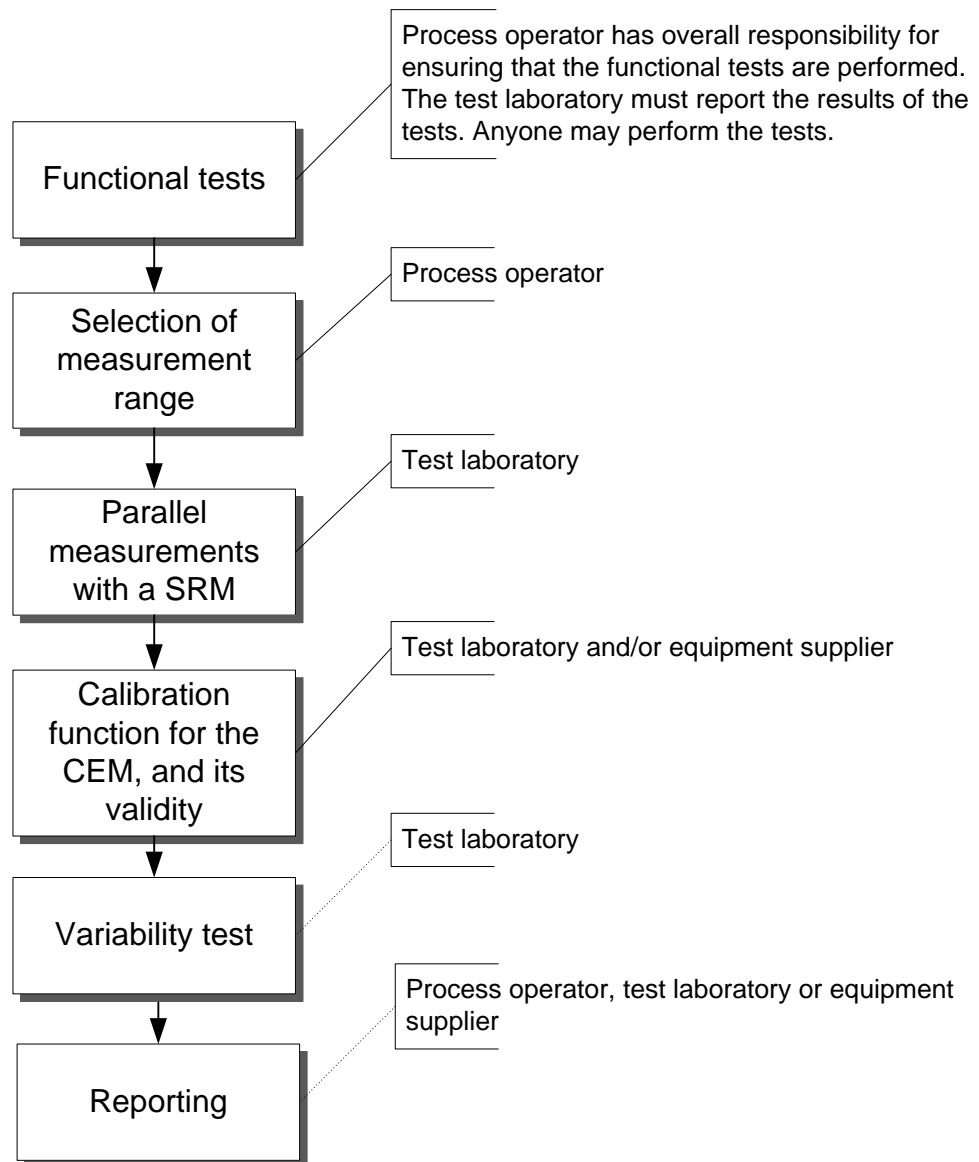 Process operator has overall responsibility for
ensuring that the functional tests are performed.
The test laboratory must report the results of the
tests. Anyone may perform the tests.
Functional tests
Process operator
Selection of
measurement
range
Test laboratory
Parallel
measurements
with a SRM
Test laboratory and/or equipment supplier
Calibration
function for the
CEM, and its
validity
Test laboratory
Variability test
Process operator, test laboratory or equipment
supplier
Reporting